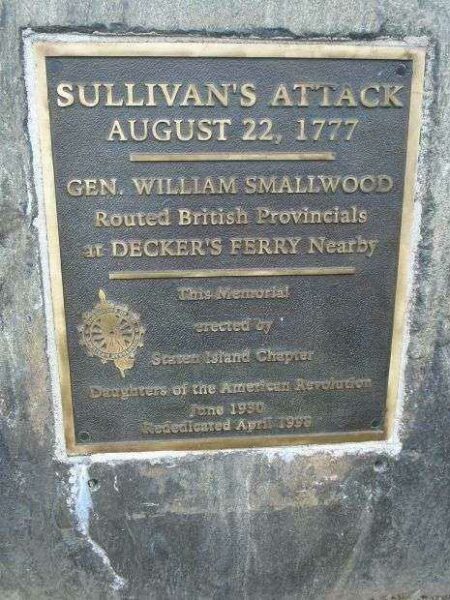 SULLIVAN'S ATTACK
AUGUST 22, 1777
GEN. WILLIAM SMALLWOOD
Routed British Provincials
at DECKER'S FERRY Nearby
This Memorial
erected by
Staten Island Chapter
Daughters of the American Revolution
June 1930
Rededicated April